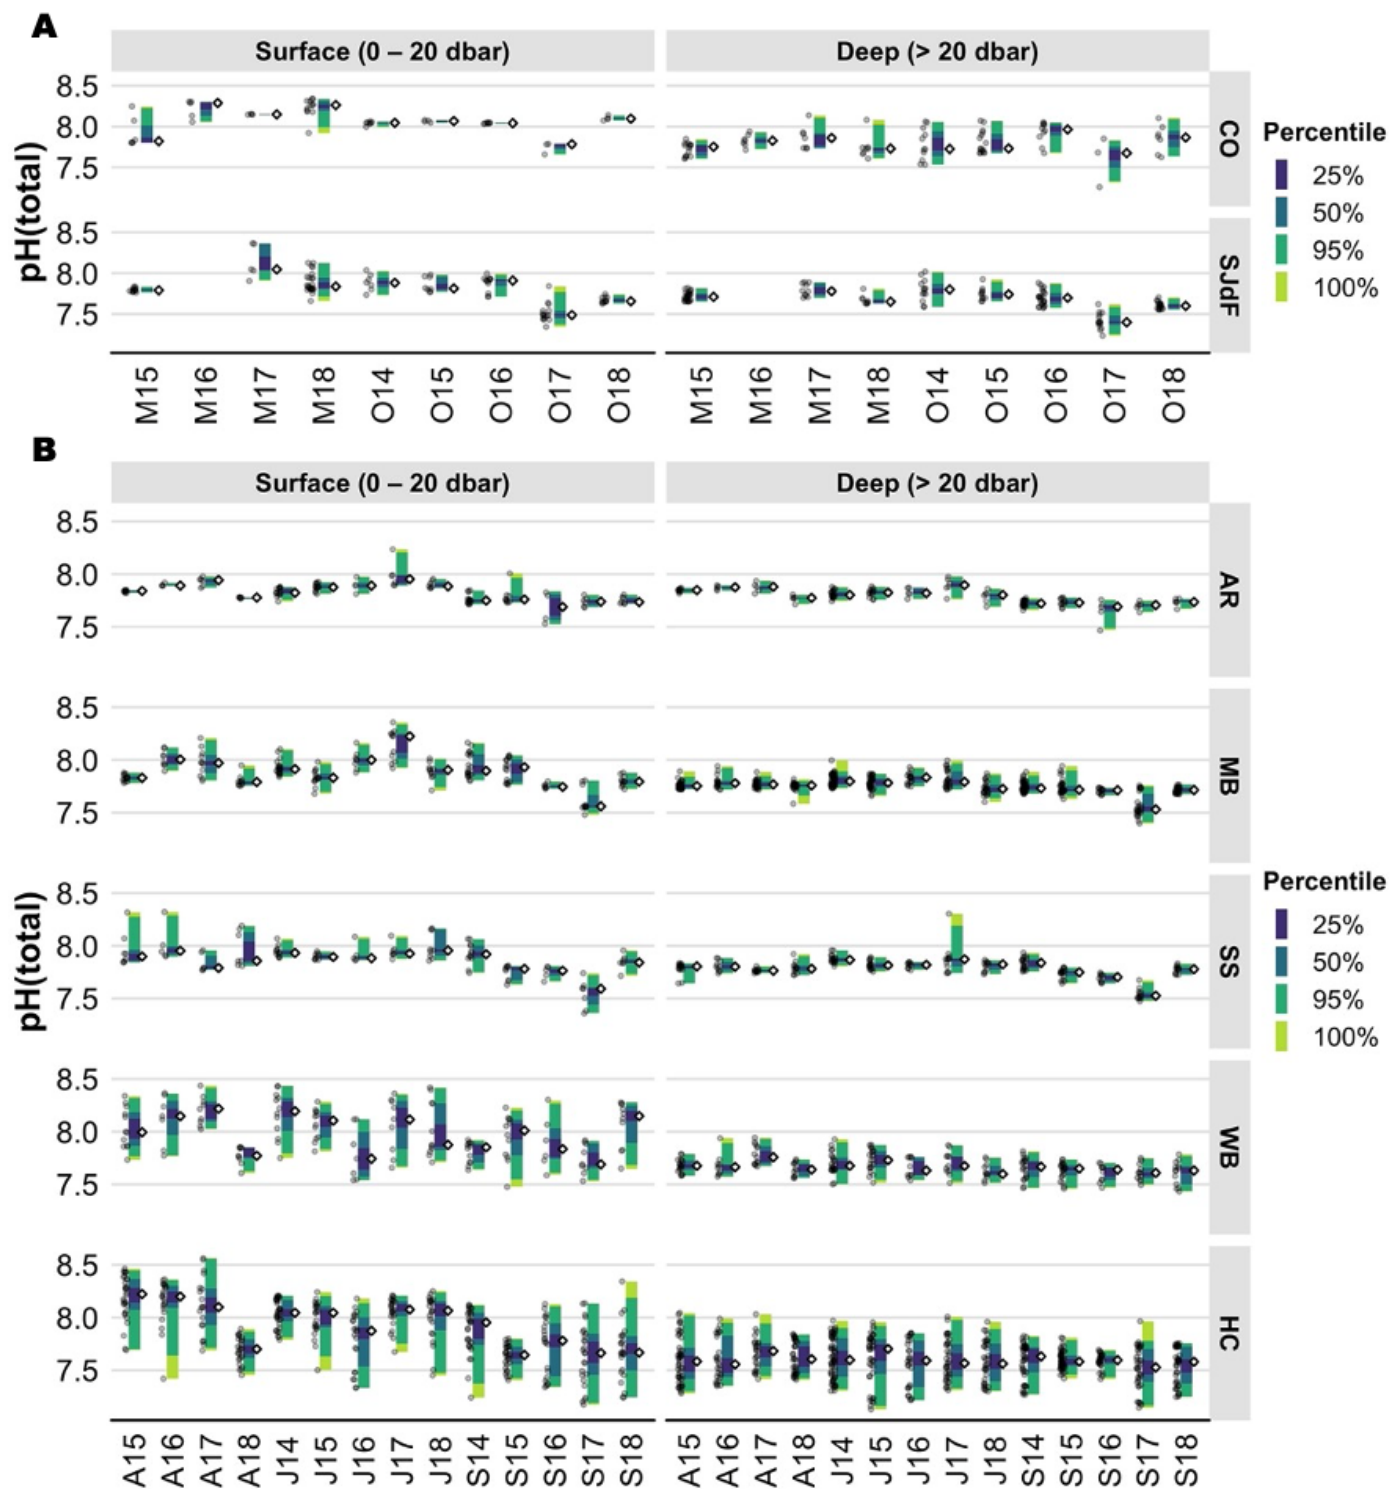 A
Surface (0 – 20 dbar) Deep (> 20 dbar)
8.5
8.0
7.5
CO
8.5
8.0
7.5
SJdF
pH(total)
Percentile
25%
50%
95%
100%
M15 M16 M17 M18 O14 O15 O16 O17 O18 M15 M16 M17 M18 O14 O15 O16 O17 O18
B
Surface (0 – 20 dbar) Deep (> 20 dbar)
8.5
8.0
7.5
AR
8.5
8.0
7.5
MB
8.5
8.0
7.5
SS
8.5
8.0
7.5
WB
8.5
8.0
7.5
HC
pH(total)
Percentile
25%
50%
95%
100%
A15 A16 A17 A18 J14 J15 J16 J17 J18 S14 S15 S16 S17 S18 A15 A16 A17 A18 J14 J15 J16 J17 J18 S14 S15 S16 S17 S18